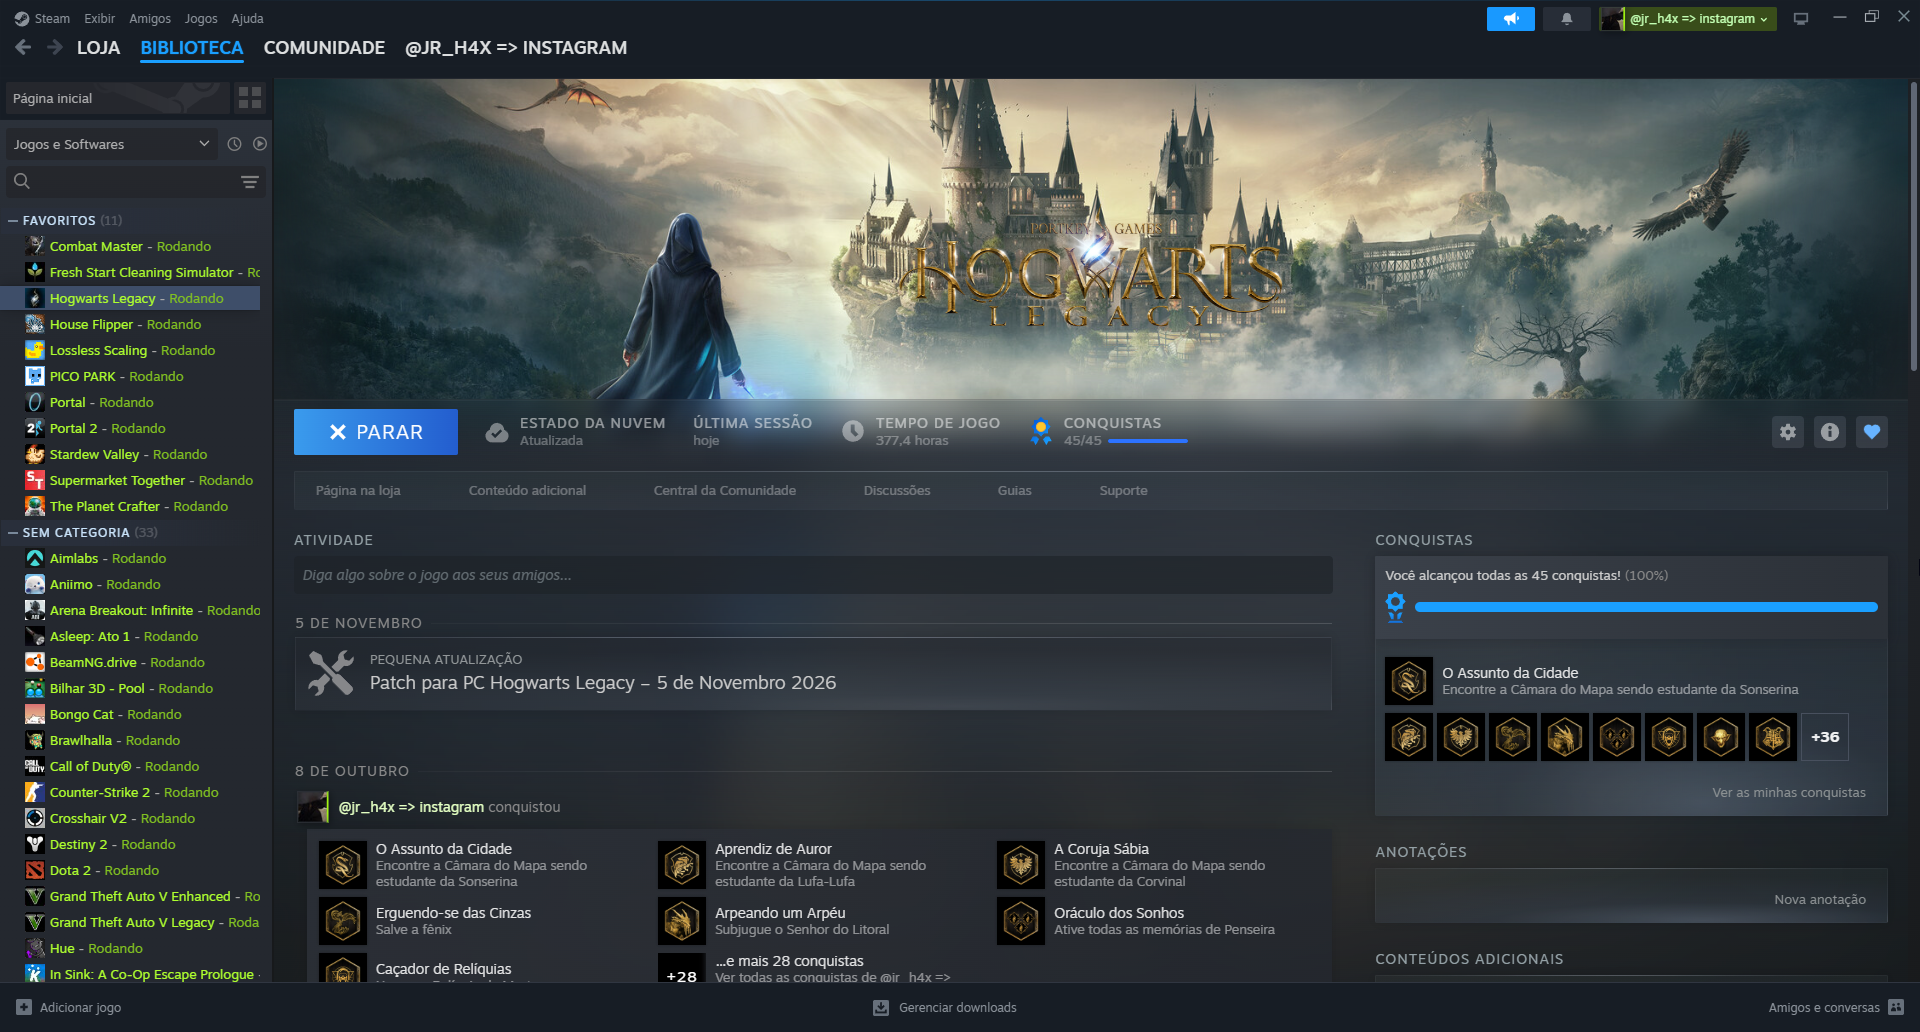 Steam
Exibir
Amigos
Jogos
Ajuda
@jr_h4x => instagram
LOJA
BIBLIOTECA
COMUNIDADE
@JR_H4X => INSTAGRAM
Página inicial
Jogos e Softwares
— FAVORITOS (11)
Combat Master - Rodando
Fresh Start Cleaning Simulator - Ro
Hogwarts Legacy - Rodando
House Flipper - Rodando
Lossless Scaling - Rodando
PICO PARK - Rodando
Portal - Rodando
Portal 2 - Rodando
Stardew Valley - Rodando
Supermarket Together - Rodando
The Planet Crafter - Rodando
— SEM CATEGORIA (33)
Aimlabs - Rodando
Aniimo - Rodando
Arena Breakout: Infinite - Rodando
Asleep: Ato 1 - Rodando
BeamNG.drive - Rodando
Bilhar 3D - Pool - Rodando
Bongo Cat - Rodando
Brawlhalla - Rodando
Call of Duty® - Rodando
Counter-Strike 2 - Rodando
Crosshair V2 - Rodando
Destiny 2 - Rodando
Dota 2 - Rodando
Grand Theft Auto V Enhanced - Ro
Grand Theft Auto V Legacy - Roda
Hue - Rodando
In Sink: A Co-Op Escape Prologue -
PORTKEY GAMES
HOGWARTS
LEGACY
PARAR
ESTADO DA NUVEM
Atualizada
ÚLTIMA SESSÃO
hoje
TEMPO DE JOGO
377,4 horas
CONQUISTAS
45/45
Página na loja
Conteúdo adicional
Central da Comunidade
Discussões
Guias
Suporte
ATIVIDADE
Diga algo sobre o jogo aos seus amigos...
5 DE NOVEMBRO
PEQUENA ATUALIZAÇÃO
Patch para PC Hogwarts Legacy – 5 de Novembro 2026
8 DE OUTUBRO
@jr_h4x => instagram conquistou
O Assunto da Cidade
Encontre a Câmara do Mapa sendo
estudante da Sonserina
Aprendiz de Auror
Encontre a Câmara do Mapa sendo
estudante da Lufa-Lufa
A Coruja Sábia
Encontre a Câmara do Mapa sendo
estudante da Corvinal
Erguendo-se das Cinzas
Salve a fênix
Arpeando um Arpéu
Subjugue o Senhor do Litoral
Oráculo dos Sonhos
Ative todas as memórias de Penseira
Caçador de Relíquias
+28
...e mais 28 conquistas
Ver todas as conquistas de @jr_h4x =>
CONQUISTAS
Você alcançou todas as 45 conquistas! (100%)
O Assunto da Cidade
Encontre a Câmara do Mapa sendo estudante da Sonserina
+36
Ver as minhas conquistas
ANOTAÇÕES
Nova anotação
CONTEÚDOS ADICIONAIS
Adicionar jogo
Gerenciar downloads
Amigos e conversas